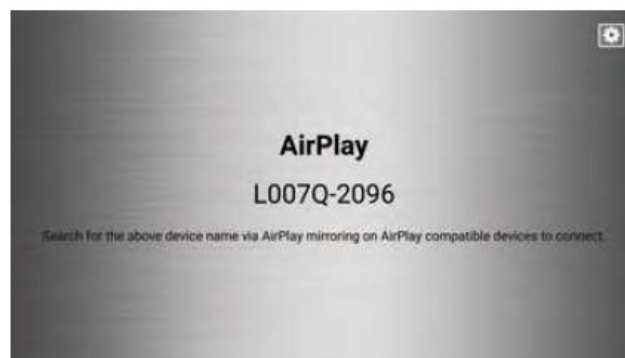 AirPlay
L007Q-2096
Search for the above device name via AirPlay mirroring on AirPlay compatible devices to connect.